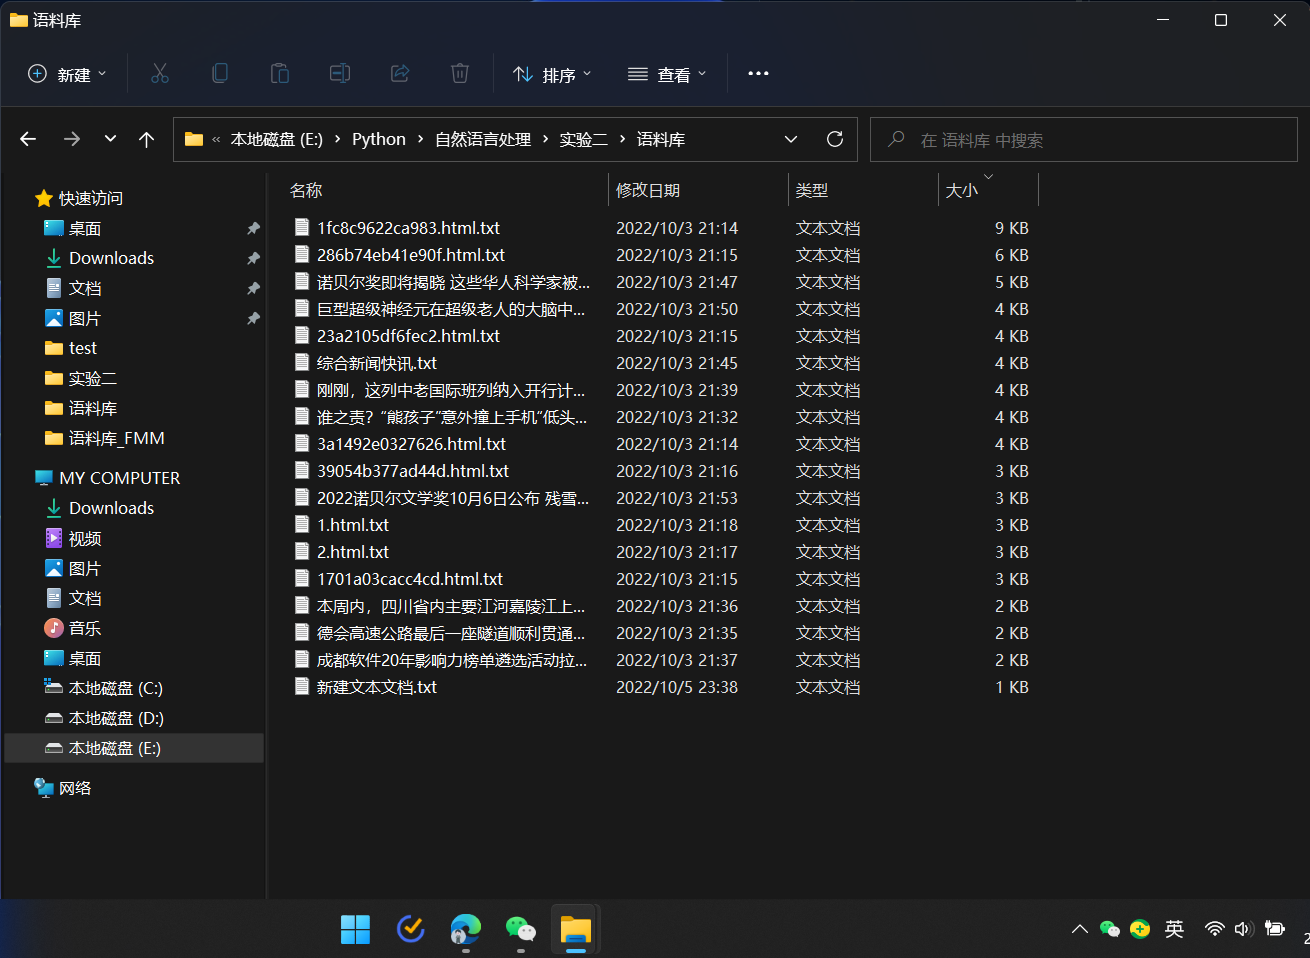 语料库
新建 排序 查看
« 本地磁盘 (E:) › Python › 自然语言处理 › 实验二 › 语料库 在 语料库 中搜索
快速访问
桌面
Downloads
文档
图片
test
实验二
语料库
语料库_FMM
MY COMPUTER
Downloads
视频
图片
文档
音乐
桌面
本地磁盘 (C:)
本地磁盘 (D:)
本地磁盘 (E:)
网络
名称 修改日期 类型 大小
1fc8c9622ca983.html.txt 2022/10/3 21:14 文本文档 9 KB
286b74eb41e90f.html.txt 2022/10/3 21:15 文本文档 6 KB
诺贝尔奖即将揭晓 这些华人科学家被... 2022/10/3 21:47 文本文档 5 KB
巨型超级神经元在超级老人的大脑中... 2022/10/3 21:50 文本文档 4 KB
23a2105df6fec2.html.txt 2022/10/3 21:15 文本文档 4 KB
综合新闻快讯.txt 2022/10/3 21:45 文本文档 4 KB
刚刚，这列中老国际班列纳入开行计... 2022/10/3 21:39 文本文档 4 KB
谁之责？“熊孩子”意外撞上手机“低头... 2022/10/3 21:32 文本文档 4 KB
3a1492e0327626.html.txt 2022/10/3 21:14 文本文档 4 KB
39054b377ad44d.html.txt 2022/10/3 21:16 文本文档 3 KB
2022诺贝尔文学奖10月6日公布 残雪... 2022/10/3 21:53 文本文档 3 KB
1.html.txt 2022/10/3 21:18 文本文档 3 KB
2.html.txt 2022/10/3 21:17 文本文档 3 KB
1701a03cacc4cd.html.txt 2022/10/3 21:15 文本文档 3 KB
本周内，四川省内主要江河嘉陵江上... 2022/10/3 21:36 文本文档 2 KB
德会高速公路最后一座隧道顺利贯通... 2022/10/3 21:35 文本文档 2 KB
成都软件20年影响力榜单遴选活动拉... 2022/10/3 21:37 文本文档 2 KB
新建文本文档.txt 2022/10/5 23:38 文本文档 1 KB
英